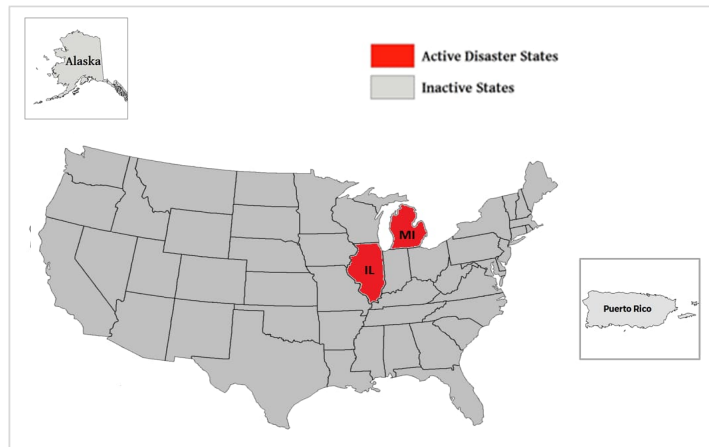 Alaska
Active Disaster States
Inactive States
MI
IL
Puerto Rico